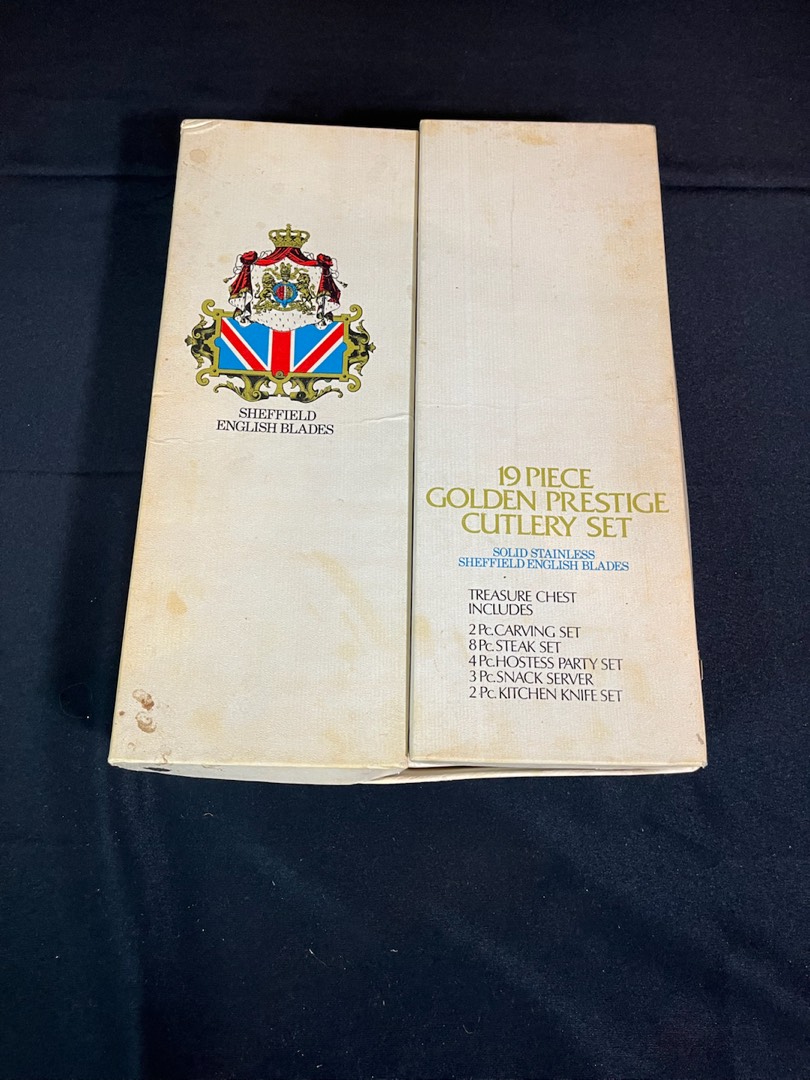 SHEFFIELD
ENGLISH BLADES
19 PIECE
GOLDEN PRESTIGE
CUTLERY SET
SOLID STAINLESS
SHEFFIELD ENGLISH BLADES
TREASURE CHEST
INCLUDES
2 Pc. CARVING SET
8 Pc. STEAK SET
4 Pc. HOSTESS PARTY SET
3 Pc. SNACK SERVER
2 Pc. KITCHEN KNIFE SET